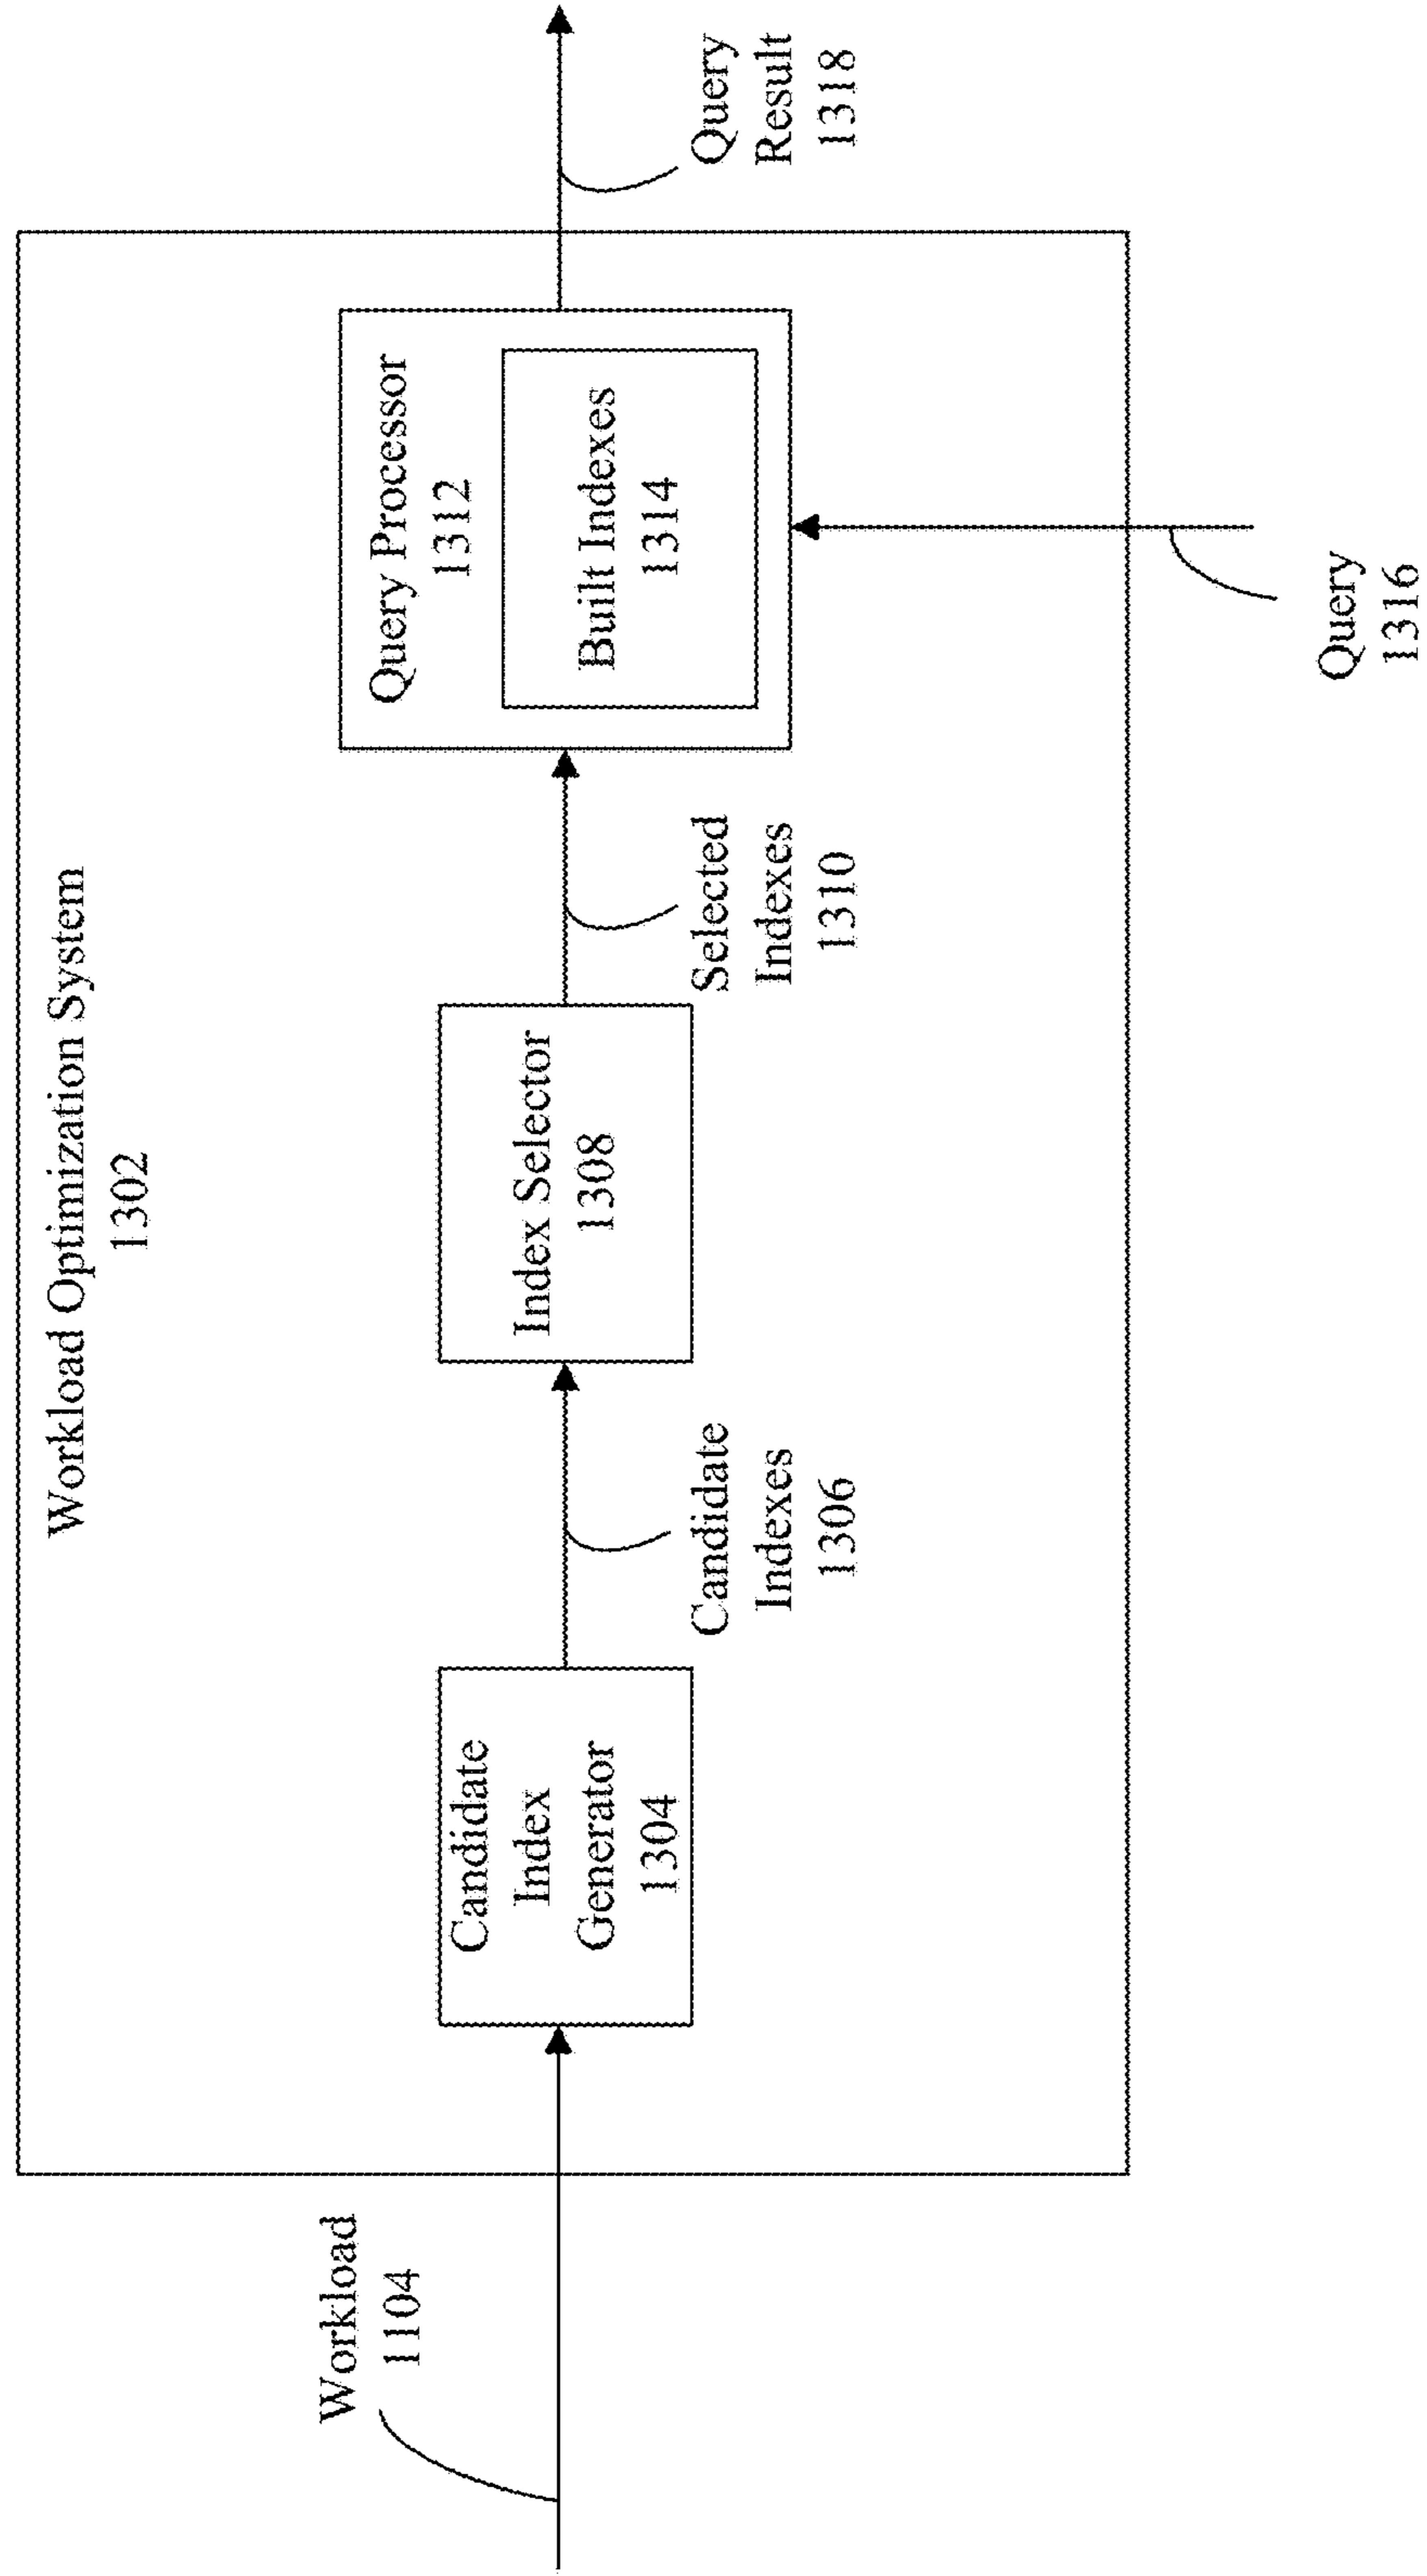 Workload Optimization System
1302
Workload
1104
Candidate
Index
Generator
1304
Candidate
Indexes
1306
Index Selector
1308
Selected
Indexes
1310
Query Processor
1312
Built Indexes
1314
Query
1316
Query
Result
1318